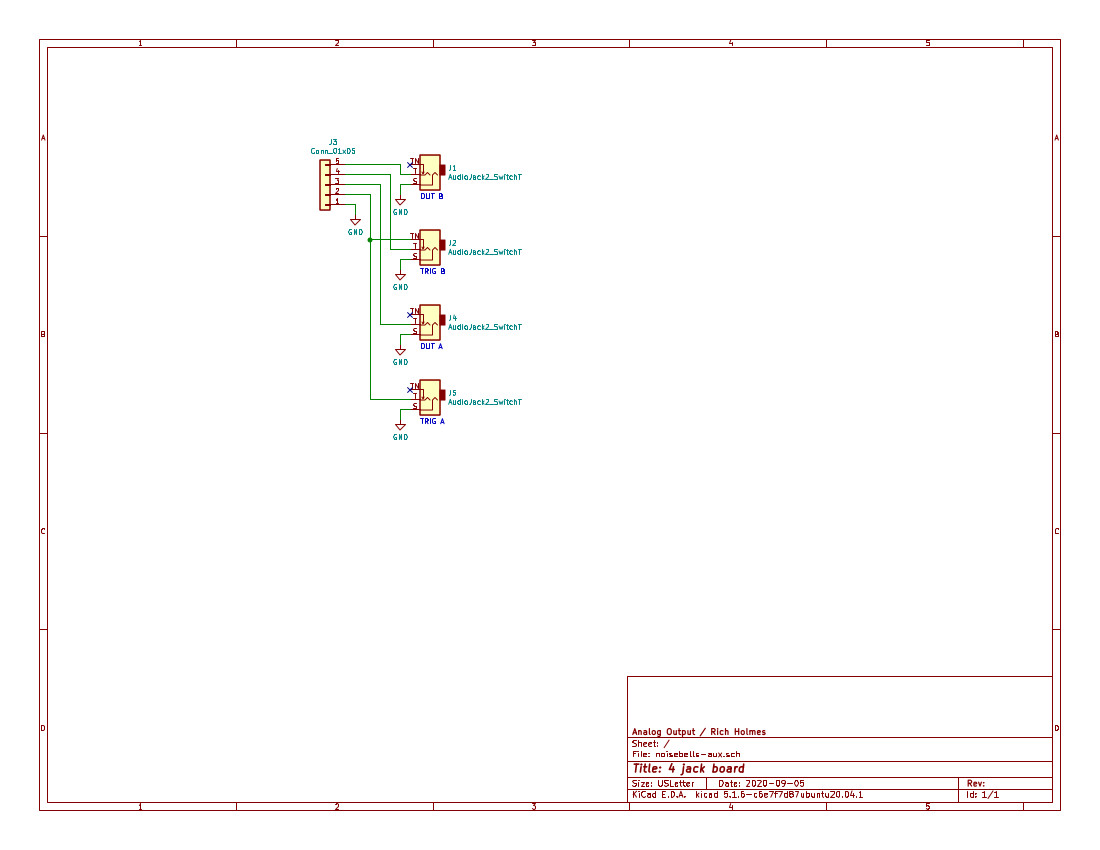 1 2 3 4 5
A
J3
Conn_01x05
5
4
3
2
1
GND
TN
T
S
J1
AudioJack2_SwitchT
OUT B
GND
TN
T
S
J2
AudioJack2_SwitchT
TRIG B
GND
B
TN
T
S
J4
AudioJack2_SwitchT
OUT A
GND
TN
T
S
J5
AudioJack2_SwitchT
TRIG A
GND
C
D
A
B
C
D
Analog Output / Rich Holmes
Sheet: /
File: noisebells-aux.sch
Title: 4 jack board
Size: USLetter Date: 2020-09-05 Rev:
KiCad E.D.A. kicad 5.1.6-c6e7f7d87ubuntu20.04.1 Id: 1/1
1 2 3 4 5